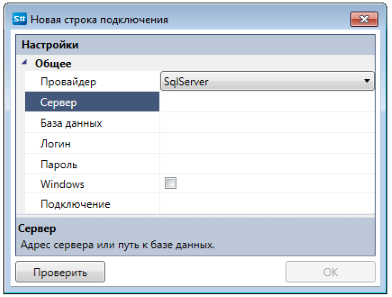 S# Новая строка подключения
Настройки
Общее
Провайдер SqlServer
Сервер
База данных
Логин
Пароль
Windows
Подключение
Сервер
Адрес сервера или путь к базе данных.
Проверить OK